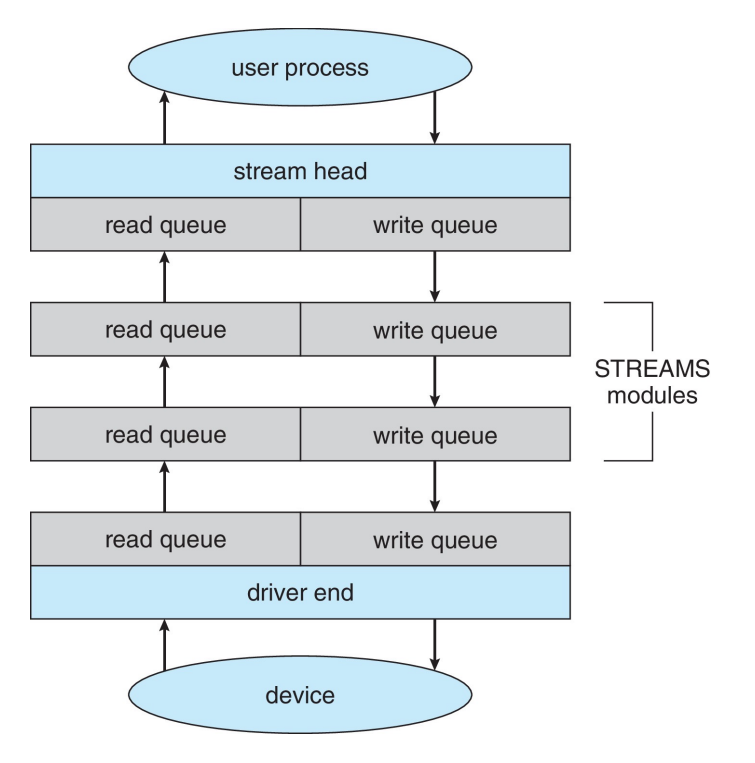 user process
stream head
read queue
write queue
read queue
write queue
STREAMS
modules
read queue
write queue
read queue
write queue
driver end
device